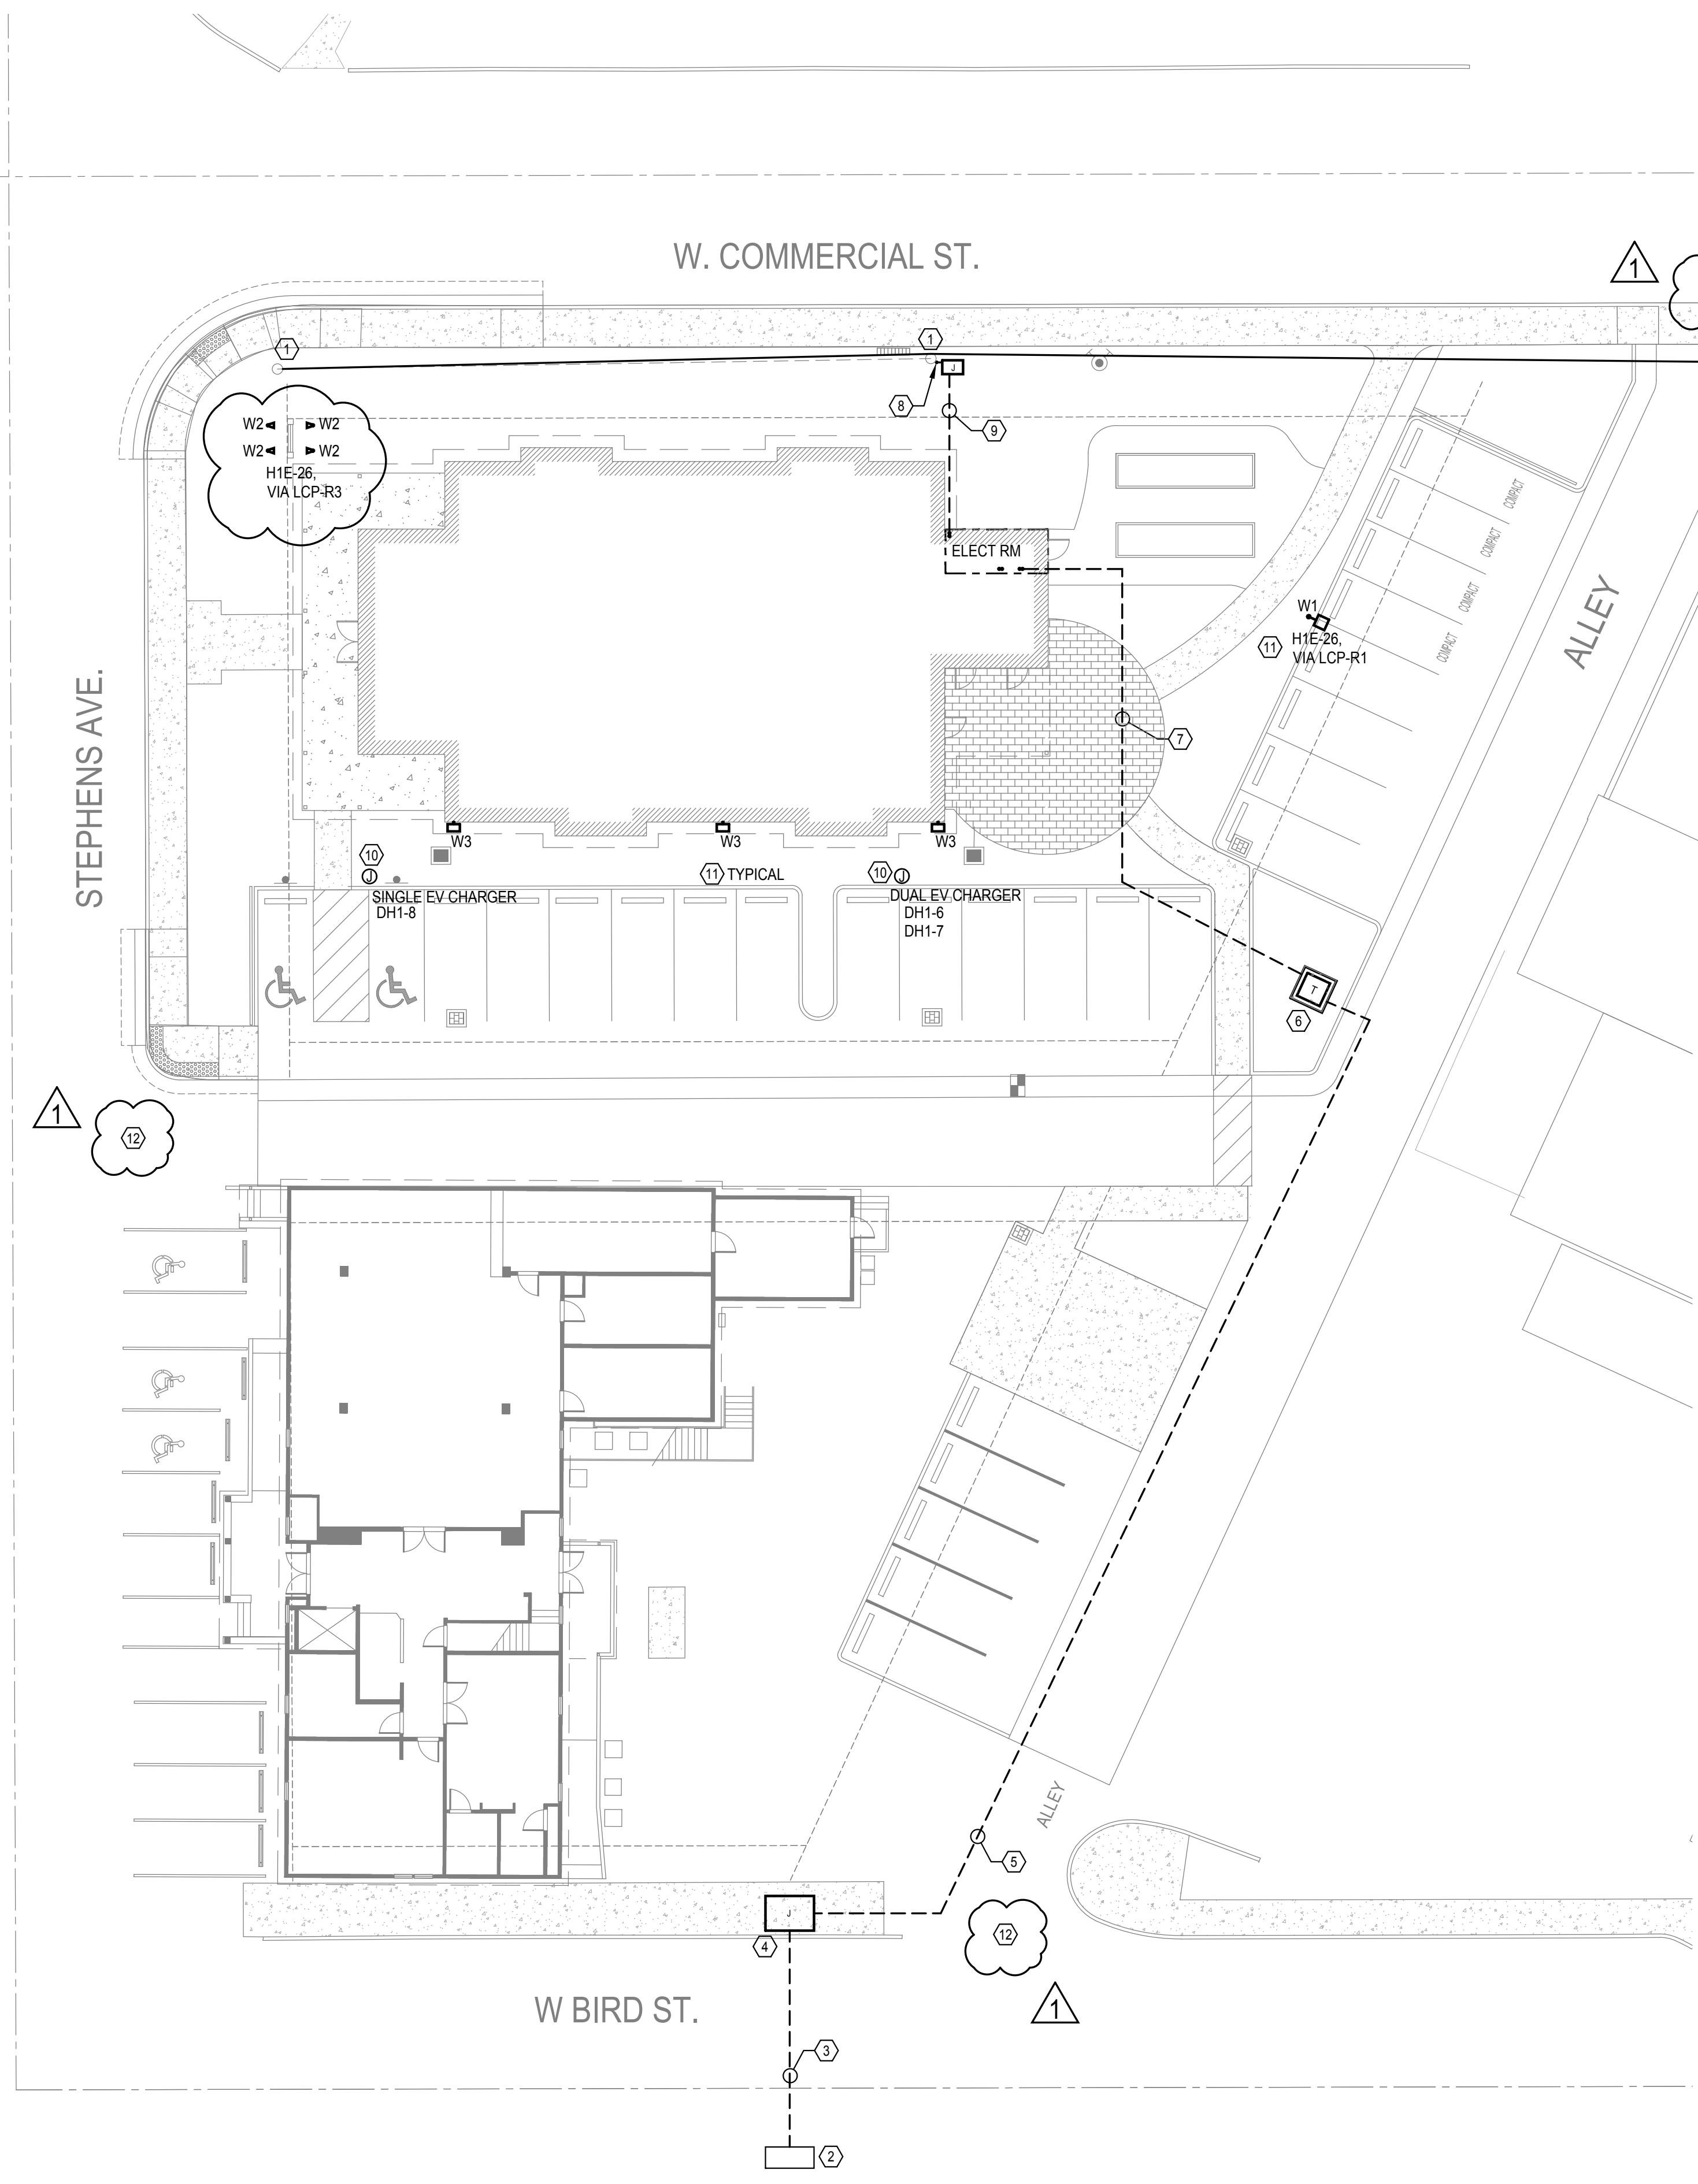 W. COMMERCIAL ST.
1
1
1
8
J
9
W2 W2
W2 W2
H1E-26,
VIA LCP-R3
ELECT RM
COMPACT
COMPACT
COMPACT
COMPACT
ALLEY
W1
11
H1E-26,
VIA LCP-R1
STEPHENS AVE.
7
W3
W3
W3
10
J
SINGLE EV CHARGER
DH1-8
11 TYPICAL
10 J
DUAL EV CHARGER
DH1-6
DH1-7
T
6
1
12
ALLEY
5
J
4
12
1
W BIRD ST.
3
2